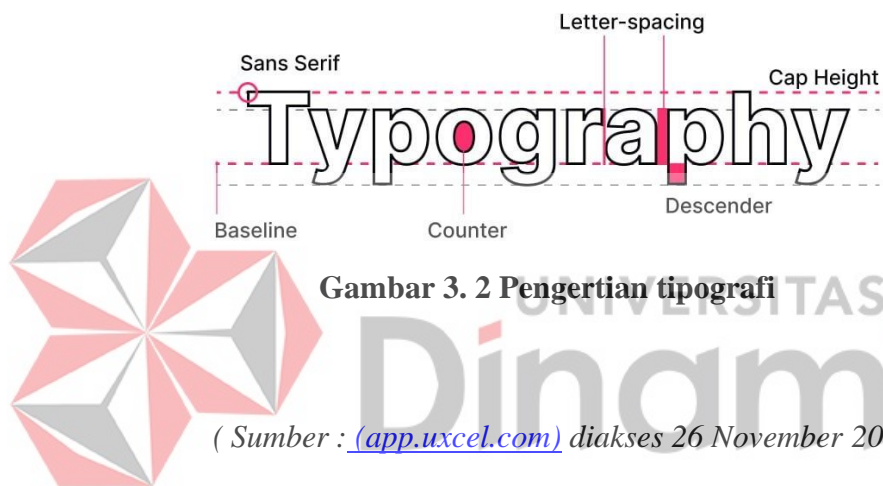 Letter-spacing
Sans Serif
Cap Height
Typography
Baseline
Counter
Descender
Gambar 3. 2 Pengertian tipografi
UNIVERSITAS
Dinam
( Sumber : (app.uxcel.com) diakses 26 November 20